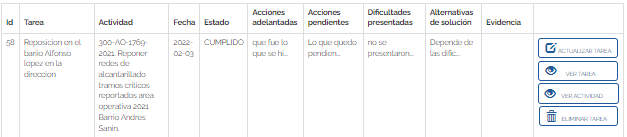 Id Tarea Actividad Fecha Estado Acciones adelantadas Acciones pendientes Dificultades presentadas Alternativas de solución Evidencia
58
Reposicion en el
barrio Alfonso
lopez en la
direccion
300-AO-1769-
2021. Reponer
redes de
alcantarillado
tramos criticos
reportados area
operativa 2021
Barrio Andres
Sanin.
2022-
02-03
CUMPLIDO
que fue lo
que se hi...
Lo que quedo
pendien...
no se
presentaron...
Depende de
las dific...
ACTUALIZAR TAREA
VER TAREA
VER ACTIVIDAD
ELIMINAR TAREA